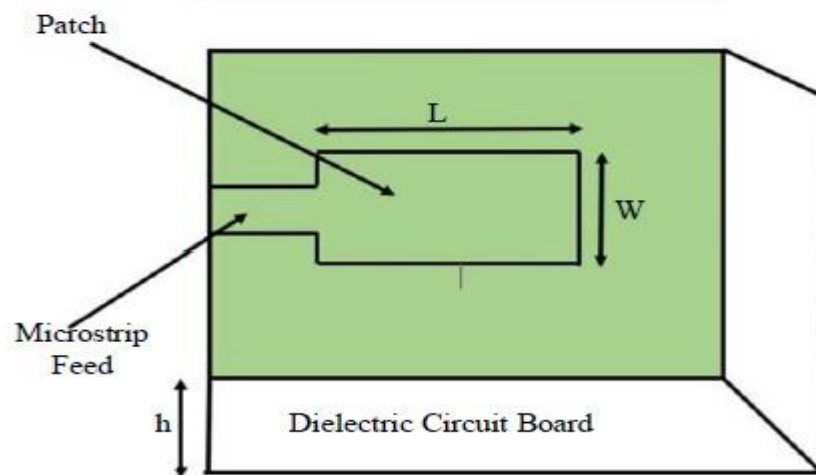 Patch
L
W
Microstrip
Feed
h
Dielectric Circuit Board